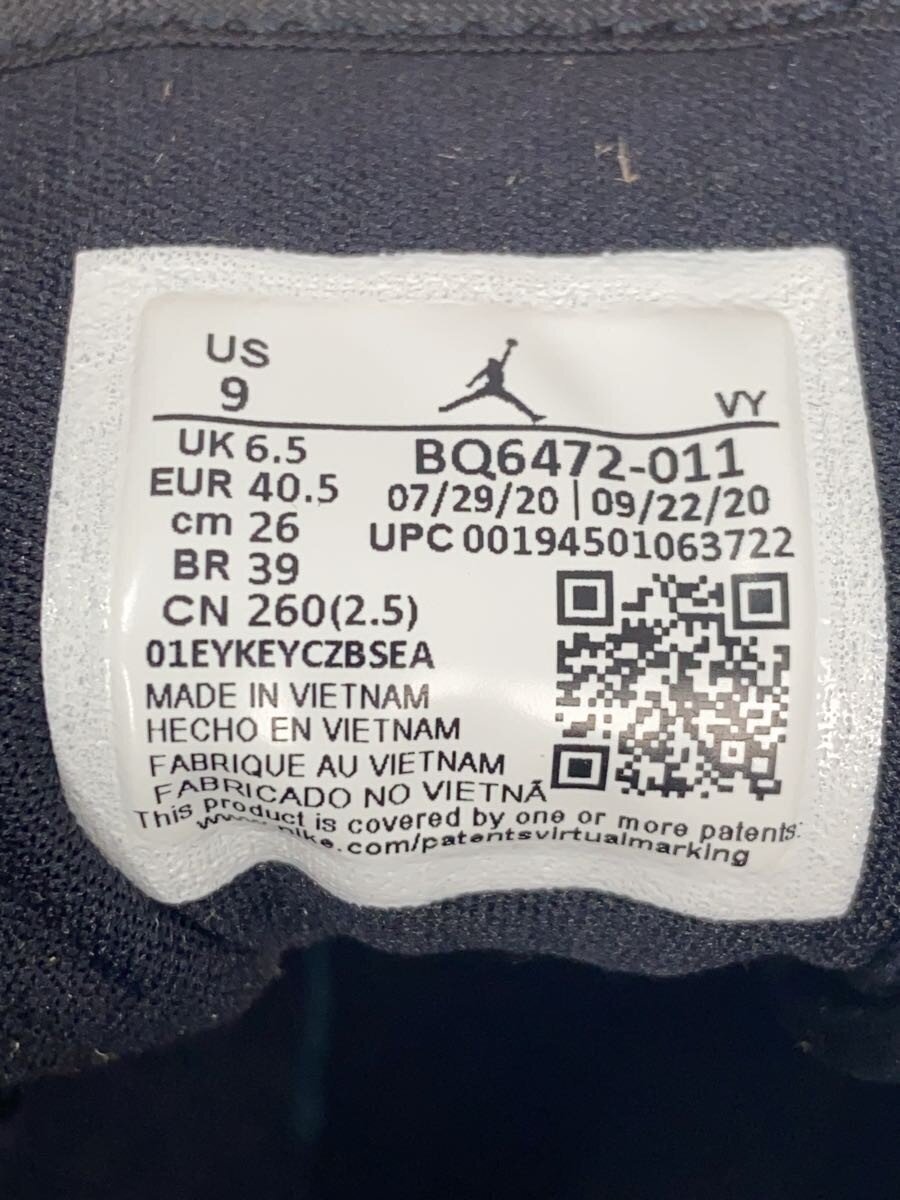 US
9
VY
UK 6.5
EUR 40.5
cm 26
BR 39
CN 260(2.5)
BQ6472-011
07/29/20 | 09/22/20
UPC 00194501063722
01EYKEYCZBSEA
MADE IN VIETNAM
HECHO EN VIETNAM
FABRIQUE AU VIETNAM
FABRICADO NO VIETNÃ
This product is covered by one or more patents:
www.nike.com/patentsvirtualmarking